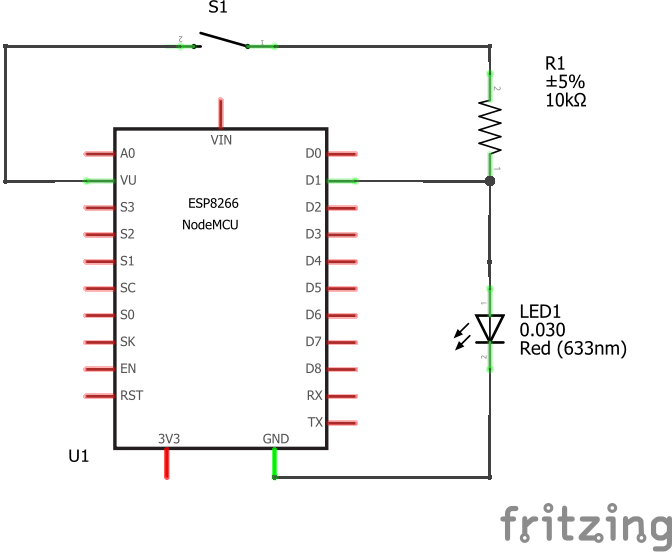 S1
2
1
R1
±5%
10kΩ
2
1
VIN
A0
D0
VU
D1
S3
ESP8266
D2
S2
NodeMCU
D3
S1
D4
SC
D5
S0
D6
SK
D7
EN
D8
RST
RX
TX
1
LED1
0.030
Red (633nm)
2
3V3
GND
U1
fritzing